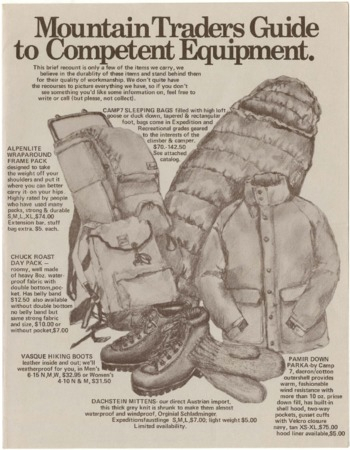 Mountain Traders Guide
to Competent Equipment.
This brief recount is only a few of the items we carry, we
believe in the durability of these items and stand behind them
for their quality of workmanship. We don't quite have
the recources to picture everything we have, so if you don't
see something you'd like some information on, feel free to
write or call (but please, not collect).
CAMP7 SLEEPING BAGS filled with high loft
goose or duck down, tapered & rectangular
foot, bags come in Expedition and
Recreational grades geared
to the interests of the
climber & camper.
$70.-142.50
See attached
catalog.
ALPENLITE
WRAPAROUND
FRAME PACK
designed to take
the weight off your
shoulders and put it
where you can better
carry it- on your hips
Highly rated by people
who have used many
packs, strong & durable
S,M,L,XL,$74.00
Extension bar, stuff
bag extra. $5. each.
CHUCK ROAST
DAY PACK –
roomy, well made
of heavy 8oz. water-
proof fabric with
double bottom,poc-
ket. Has belly band
$12.50 also available
without double bottom
no belly band but
same strong fabric
and size, $10.00 or
without pocket,$7.00
VASQUE HIKING BOOTS
leather inside and out; we'll
weatherproof for you, in Men's
6-15 N,M,R, $32.95 or Women's
4-10 N & M, $31.50
PAMIR DOWN
PARKA-by Camp
7, dacron/cotton
outershell provides
warm, fashionable
wind resistance with
more than 10 oz. prime
down fill, has built-in
shell hood, two-way
pockets, gusset cuffs
with Velcro closure
navy, tan XS-XL,$75.00
hood liner available,$5.00
DACHSTEIN MITTENS- our direct Austrian import,
this thick grey knit is shrunk to make them almost
waterproof and windproof, Orginial Schladminger.
Expeditionfaustlinge S,M,L,$7.00; tight weight $5.00
Limited availability.